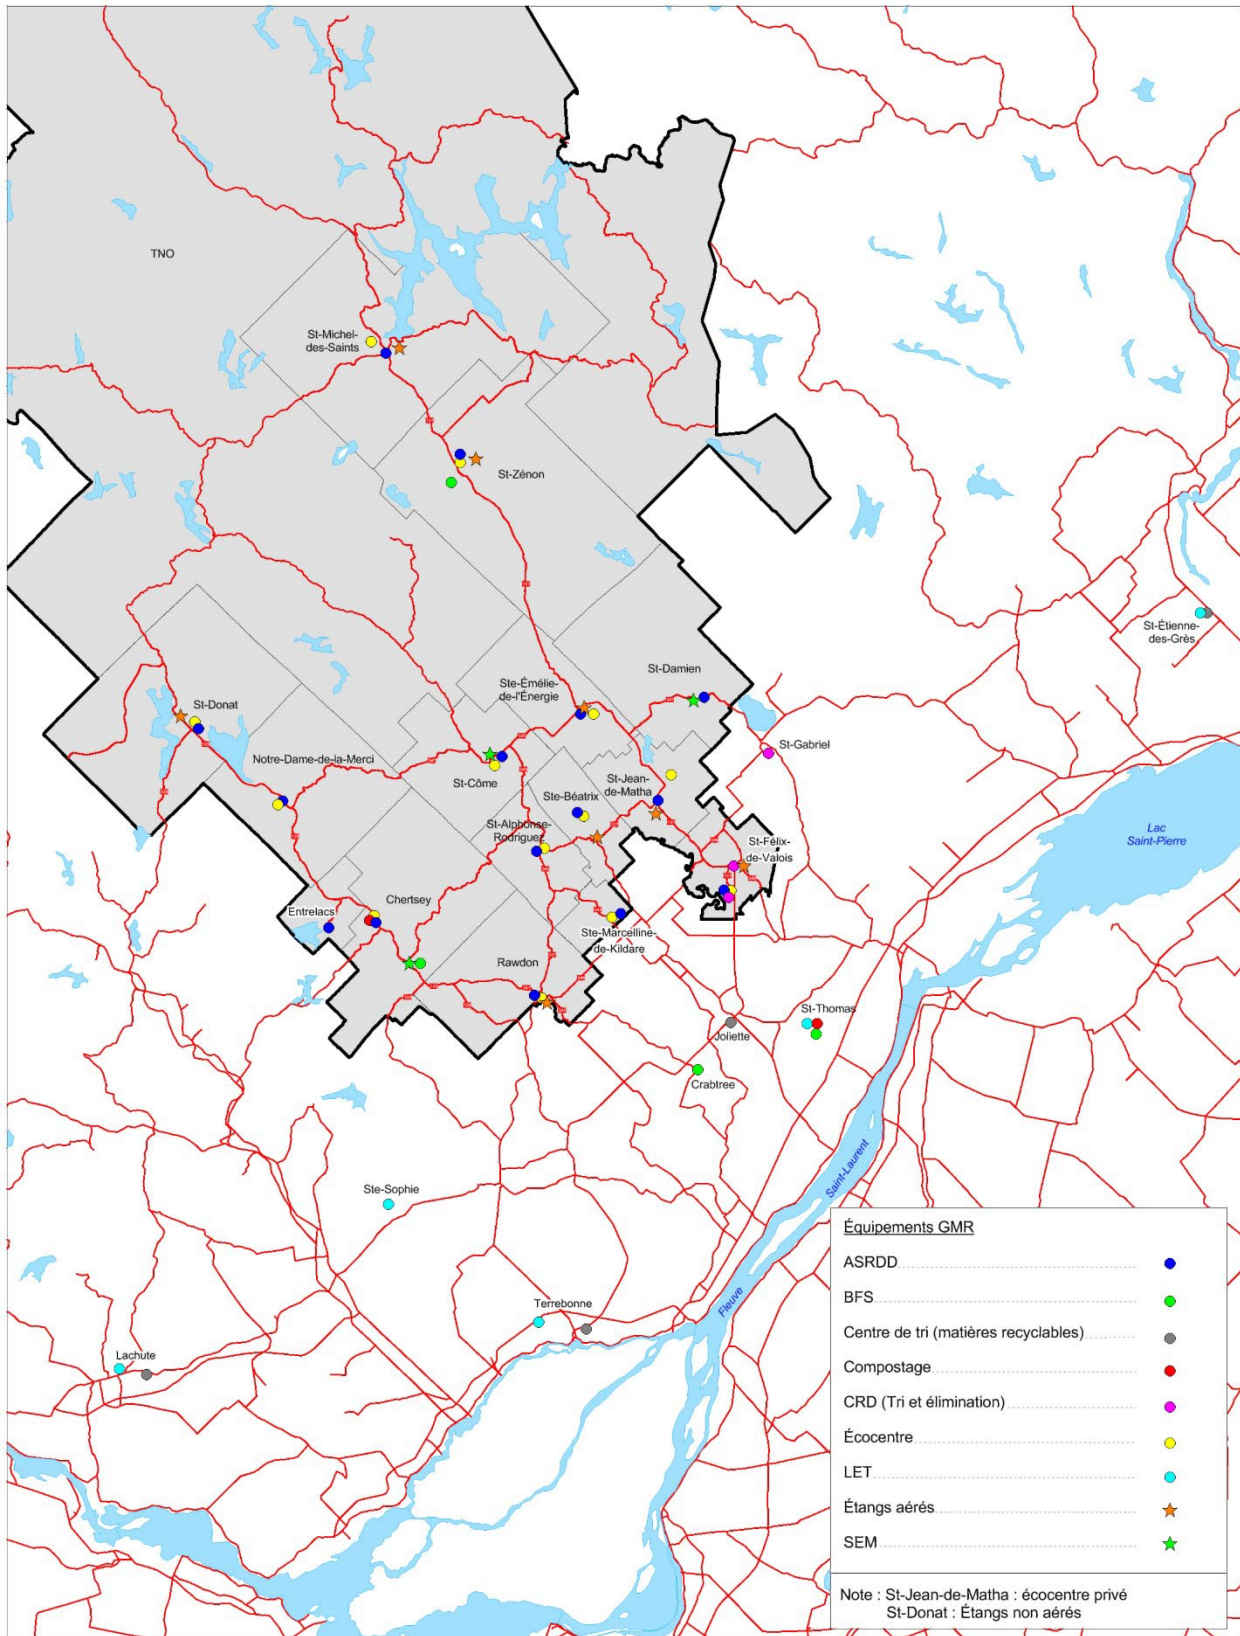 TNO
St-Michel-
des-Saints
St-Zénon
St-Étienne-
des-Grès
St-Damien
Ste-Émélie-
de-l'Énergie
St-Donat
Notre-Dame-de-la-Merci
St-Côme
St-Gabriel
St-Jean-
de-Matha
Ste-Béatrix
St-Alphonse-
Rodriguez
St-Félix-
de-Valois
Lac
Saint-Pierre
Chertsey
Entrelacs
Ste-Marcelline-
de-Kildare
Rawdon
St-Thomas
Joliette
Crabtree
Ste-Sophie
Saint-Laurent
Fleuve
Terrebonne
Lachute
Équipements GMR
ASRDD
BFS
Centre de tri (matières recyclables)
Compostage
CRD (Tri et élimination)
Écocentre
LET
Étangs aérés
SEM
Note : St-Jean-de-Matha : écocentre privé
St-Donat : Étangs non aérés